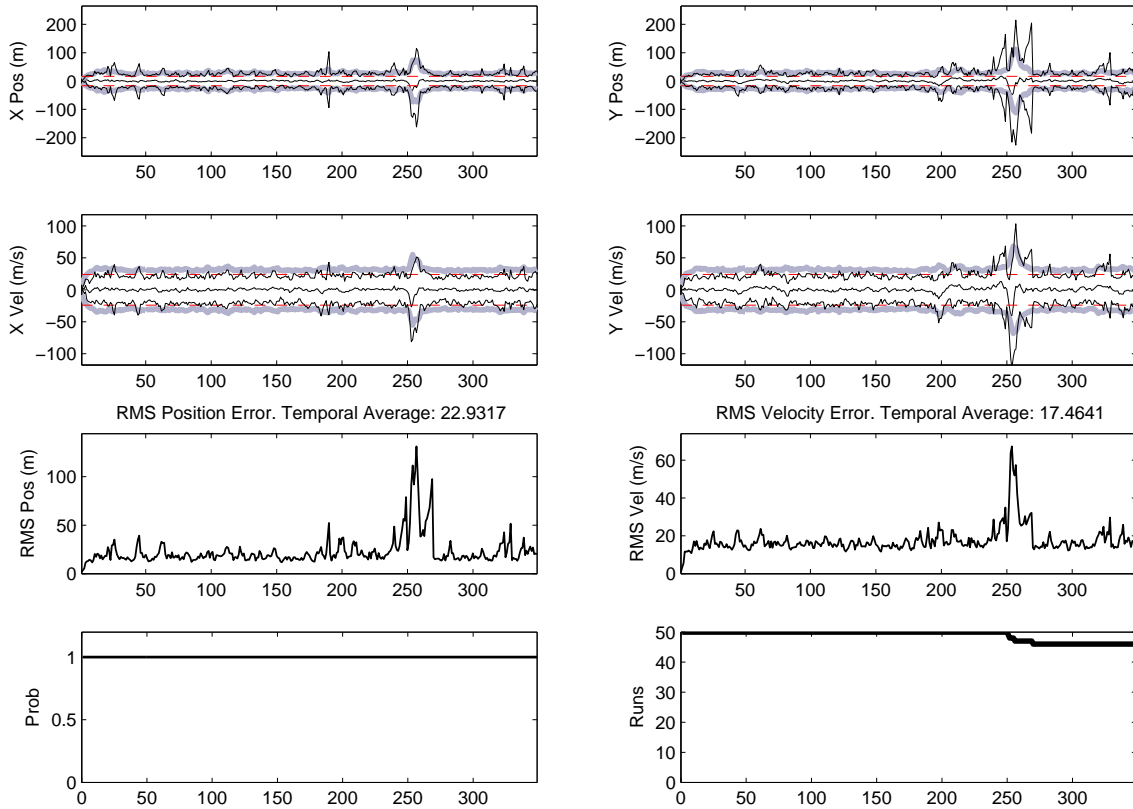 X Pos (m)
200
100
0
−100
−200
50 100 150 200 250 300
Y Pos (m)
200
100
0
−100
−200
50 100 150 200 250 300
X Vel (m/s)
100
50
0
−50
−100
50 100 150 200 250 300
Y Vel (m/s)
100
50
0
−50
−100
50 100 150 200 250 300
RMS Position Error. Temporal Average: 22.9317
RMS Pos (m)
100
50
0
50 100 150 200 250 300
RMS Velocity Error. Temporal Average: 17.4641
RMS Vel (m/s)
60
40
20
0
50 100 150 200 250 300
Prob
1
0.5
0
50 100 150 200 250 300
Runs
50
40
30
20
10
0
0 50 100 150 200 250 300